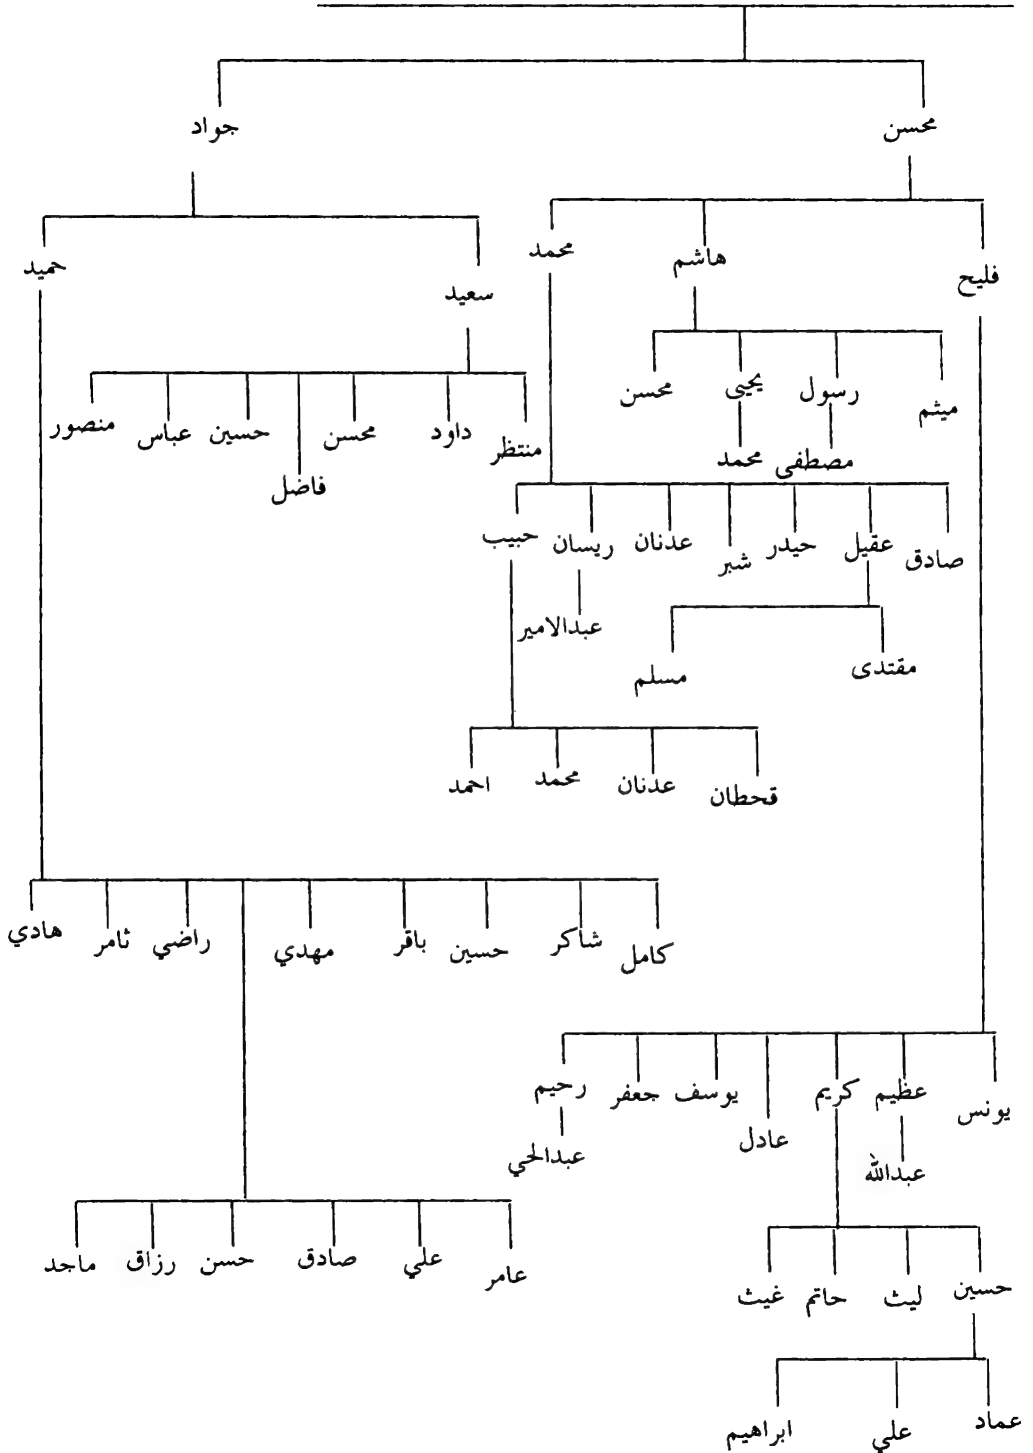 محسن جواد
فليح هاشم محمد سعيد حميد
ميثم رسول يحيى محسن
مصطفى محمد
منتظر داود محسن فاضل حسين عباس منصور
صادق عقيل حيدر شبر عدنان ريسان حبيب
مقتدى مسلم عبدالامير
قحطان عدنان محمد احمد
كامل شاكر حسين باقر مهدي راضي ثامر هادي
يونس عظيم كريم عادل يوسف جعفر رحيم
عبدالله عبدالحي
عامر علي صادق حسن رزاق ماجد
حسين ليث حاتم غيث
عماد علي ابراهيم